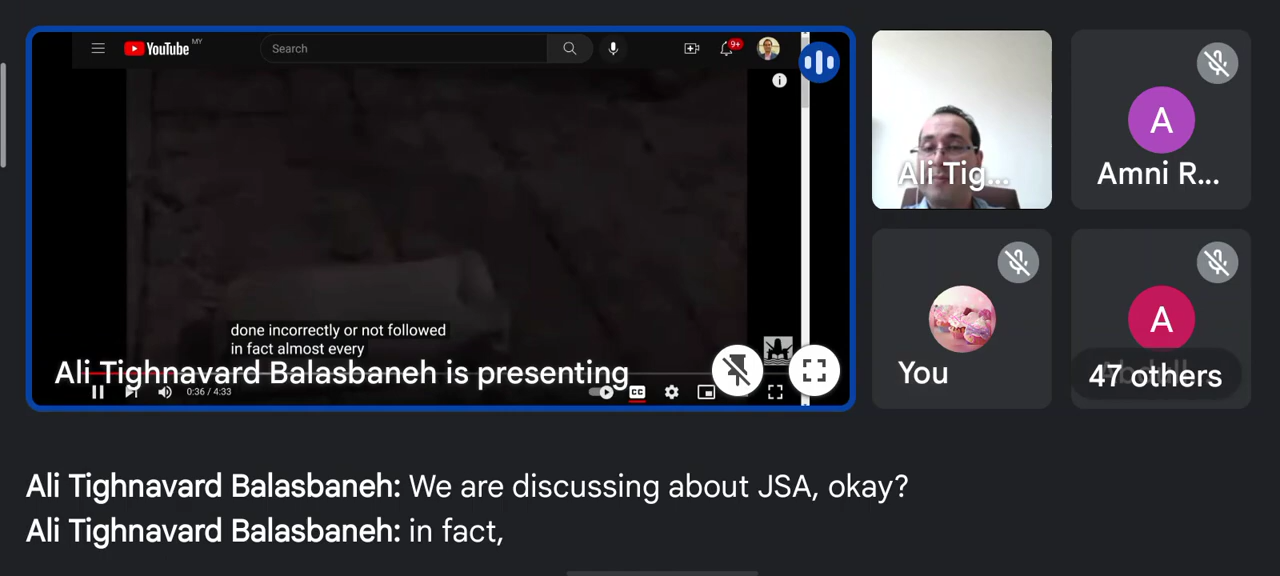 YouTube MY
Search
9+
done incorrectly or not followed
in fact almost every
Ali Tighnavard Balasbaneh is presenting
0:36 / 4:33
CC
Ali Tig...
A
Amni R...
You
A
47 others
Ali Tighnavard Balasbaneh: We are discussing about JSA, okay?
Ali Tighnavard Balasbaneh: in fact,